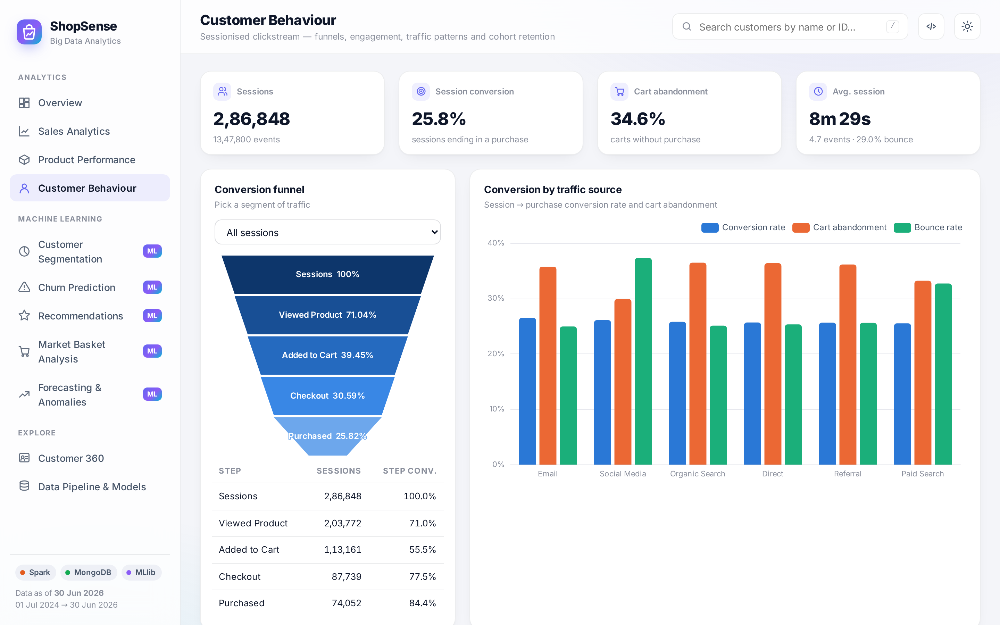 ShopSense
Big Data Analytics
ANALYTICS
Overview
Sales Analytics
Product Performance
Customer Behaviour
MACHINE LEARNING
Customer
Segmentation
ML
Churn Prediction
ML
Recommendations
ML
Market Basket
Analysis
ML
Forecasting &
Anomalies
ML
EXPLORE
Customer 360
Data Pipeline & Models
Spark
MongoDB
MLlib
Data as of 30 Jun 2026
01 Jul 2024 → 30 Jun 2026
Customer Behaviour
Sessionised clickstream — funnels, engagement, traffic patterns and cohort retention
Search customers by name or ID...
/
Sessions
2,86,848
13,47,800 events
Session conversion
25.8%
sessions ending in a purchase
Cart abandonment
34.6%
carts without purchase
Avg. session
8m 29s
4.7 events · 29.0% bounce
Conversion funnel
Pick a segment of traffic
All sessions
Sessions 100%
Viewed Product 71.04%
Added to Cart 39.45%
Checkout 30.59%
Purchased 25.82%
STEP SESSIONS STEP CONV.
Sessions 2,86,848 100.0%
Viewed Product 2,03,772 71.0%
Added to Cart 1,13,161 55.5%
Checkout 87,739 77.5%
Purchased 74,052 84.4%
Conversion by traffic source
Session → purchase conversion rate and cart abandonment
Conversion rate Cart abandonment Bounce rate
40%
30%
20%
10%
0%
Email Social Media Organic Search Direct Referral Paid Search